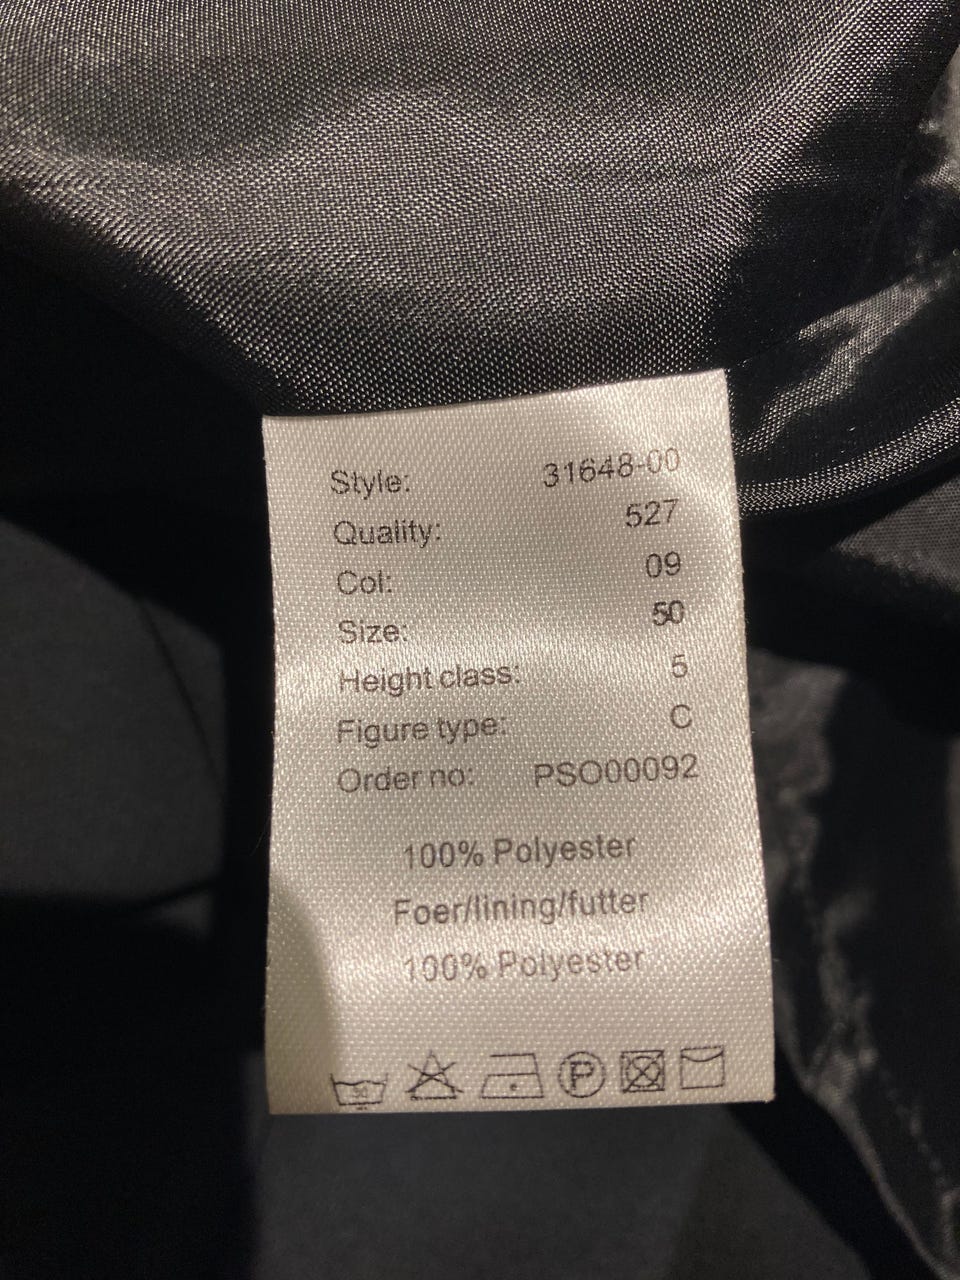 Style: 31648-00
Quality: 527
Col: 09
Size: 50
Height class: 5
Figure type: C
Order no: PSO00092
100% Polyester
Foer/lining/futter
100% Polyester
30
P